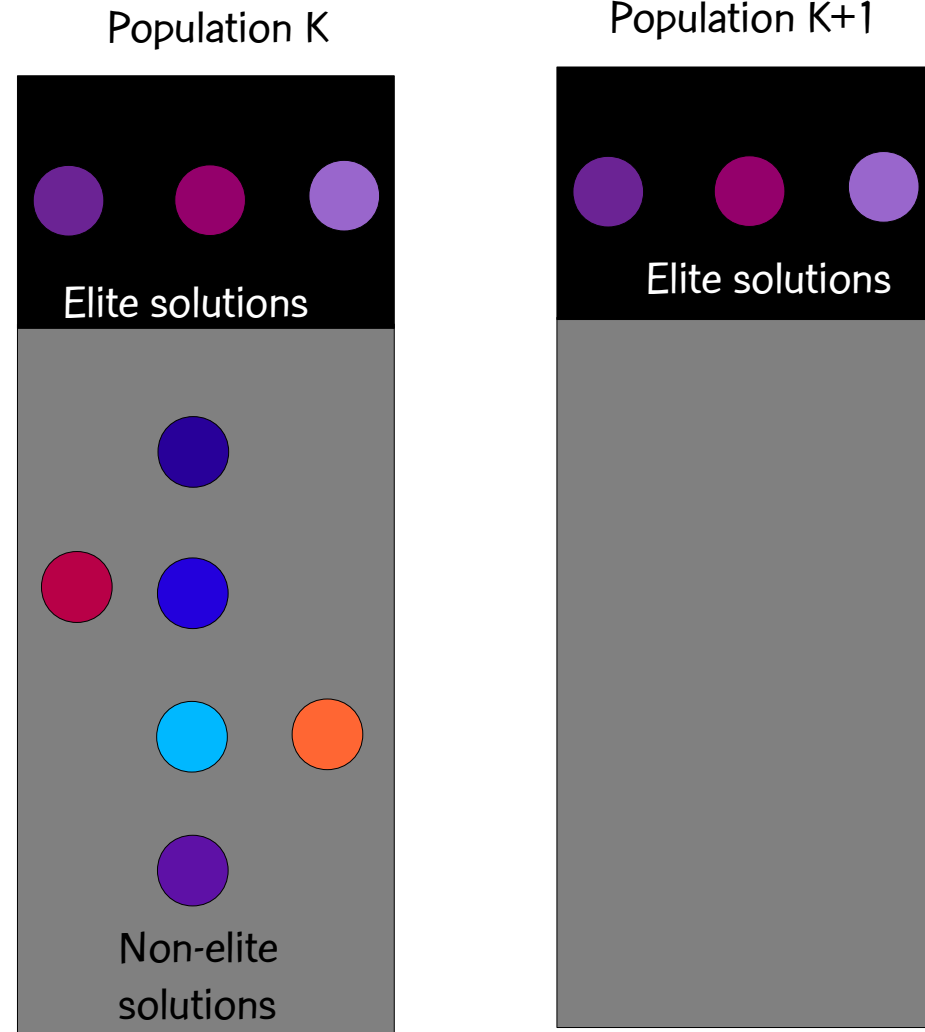 Population K
Population K+1
Elite solutions
Elite solutions
Non-elite
solutions